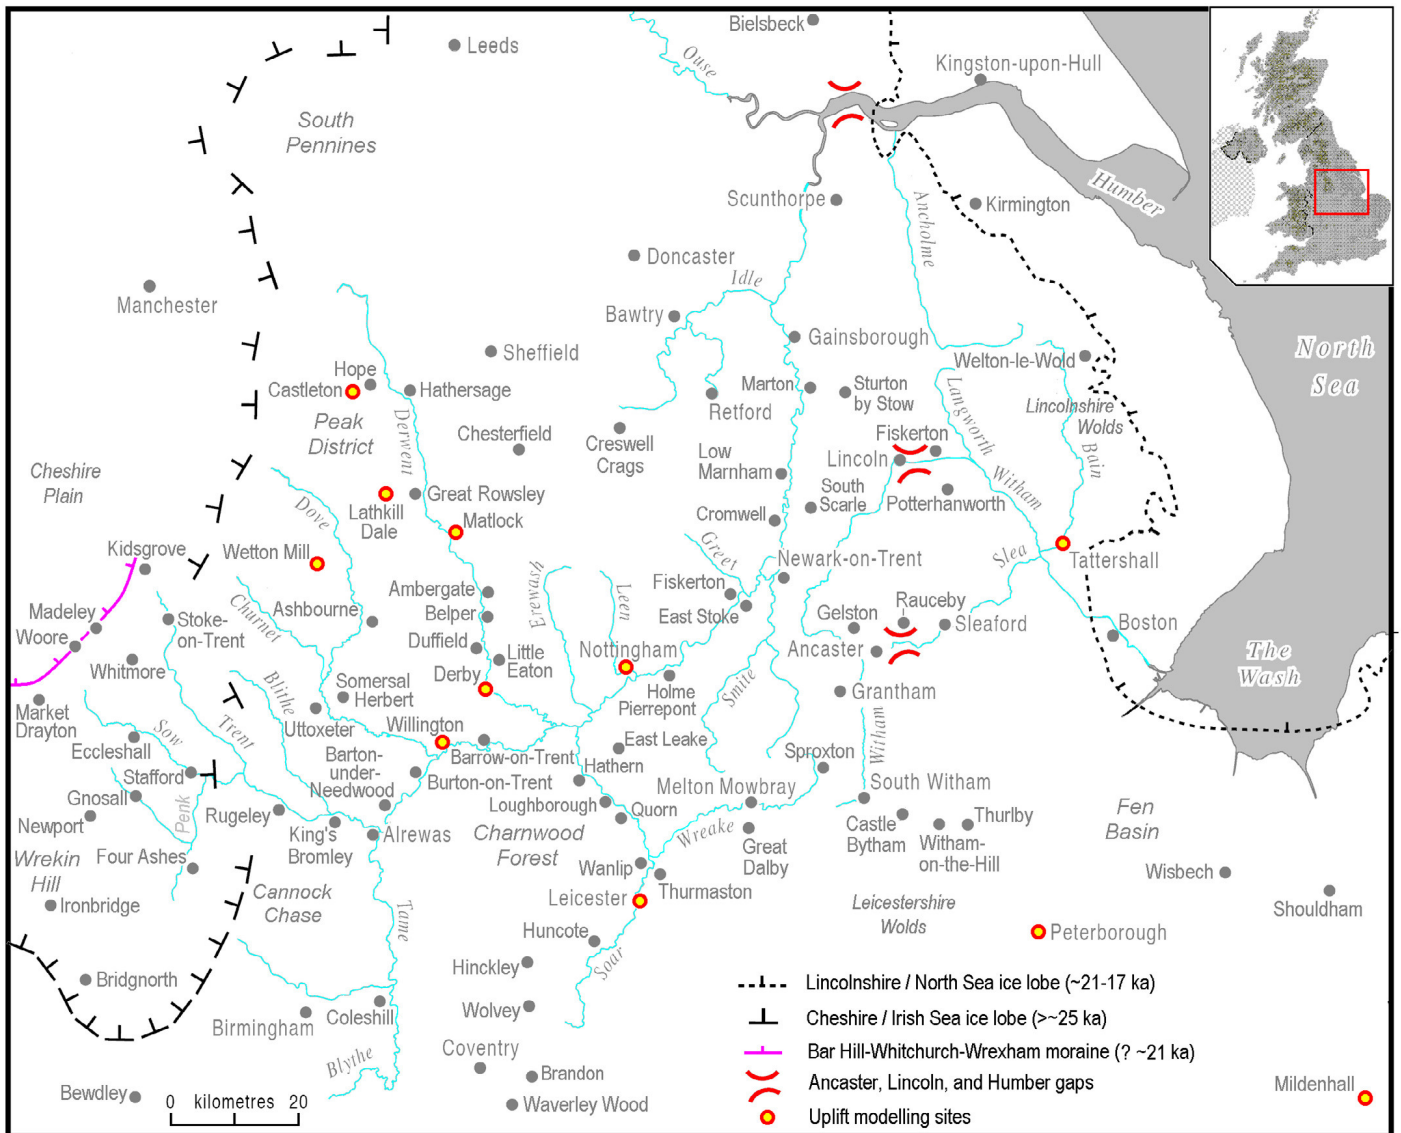 Bielsbeck
Leeds
Ouse
Kingston-upon-Hull
South
Pennines
Humber
Scunthorpe
Ancholme
Kirmington
Doncaster
Idle
Manchester
Bawtry
Gainsborough
North
Sea
Sheffield
Welton-le-Wold
Hope
Castleton
Hathersage
Marton
Sturton
by Stow
Langworth
Retford
Lincolnshire
Wolds
Peak
District
Derwent
Chesterfield
Creswell
Crags
Fiskerton
Low
Marnham
Lincoln
Bain
Cheshire
Plain
Dove
Lathkill
Dale
Great Rowsley
Matlock
South
Scarle
Potterhanworth
Witham
Cromwell
Kidsgrove
Wetton Mill
Greet
Newark-on-Trent
Slea
Tattershall
Madeley
Woore
Stoke-
on-Trent
Churnet
Ashbourne
Ambergate
Belper
Duffield
Little
Eaton
Erewash
Leen
Fiskerton
East Stoke
Gelston
Rauceby
Sleaford
Boston
Whitmore
Nottingham
Ancaster
The
Wash
Market
Drayton
Blithe
Somersal
Herbert
Derby
Holme
Pierrepont
Smite
Grantham
Sow
Trent
Uttoxeter
Willington
Eccleshall
Barrow-on-Trent
East Leake
Witham
Stafford
Barton-
under-
Needwood
Burton-on-Trent
Hathern
Sproxton
Gnosall
Penk
Loughborough
Melton Mowbray
South Witham
Newport
Rugeley
King's
Bromley
Alrewas
Charnwood
Forest
Quorn
Wreake
Great
Dalby
Castle
Bytham
Witham-
on-the-Hill
Thurlby
Fen
Basin
Wrekin
Hill
Four Ashes
Wanlip
Thurmaston
Wisbech
Ironbridge
Cannock
Chase
Tame
Leicester
Leicestershire
Wolds
Shouldham
Huncote
Peterborough
Bridgnorth
Hinckley
Soar
Lincolnshire / North Sea ice lobe (~21-17 ka)
Birmingham
Coleshill
Wolvey
Cheshire / Irish Sea ice lobe (>~25 ka)
Coventry
Bar Hill-Whitchurch-Wrexham moraine (? ~21 ka)
Blythe
Brandon
Ancaster, Lincoln, and Humber gaps
Mildenhall
Bewdley
0 kilometres 20
Waverley Wood
Uplift modelling sites